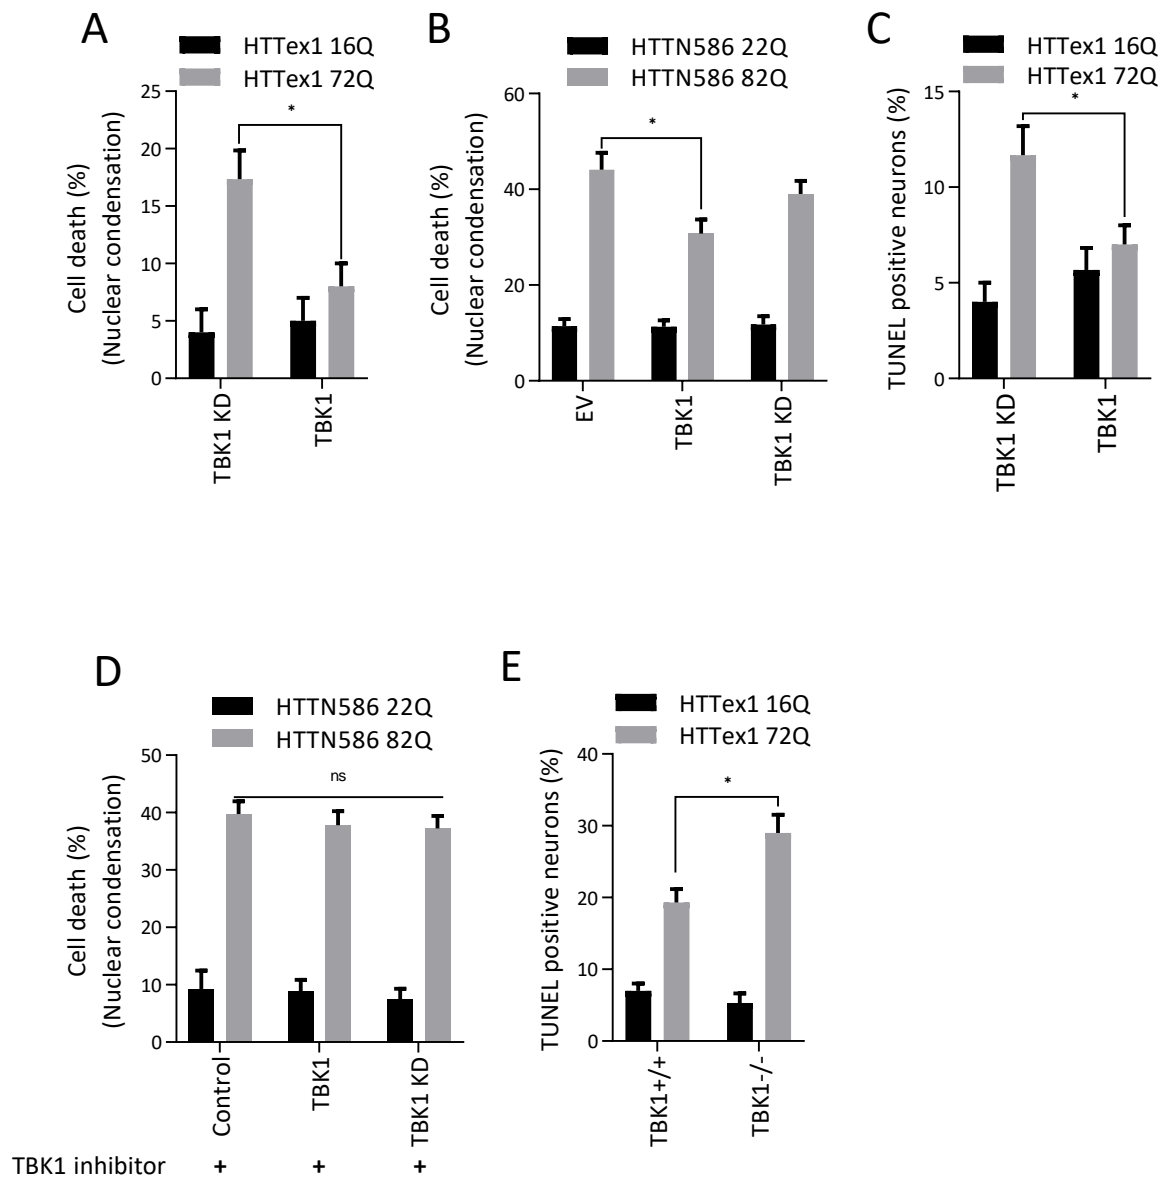 A
HTTex1 16Q
HTTex1 72Q
Cell death (%)
(Nuclear condensation)
25
20
15
10
5
0
*
TBK1 KD
TBK1
B
HTTN586 22Q
HTTN586 82Q
Cell death (%)
(Nuclear condensation)
60
40
20
0
*
EV
TBK1
TBK1 KD
C
HTTex1 16Q
HTTex1 72Q
TUNEL positive neurons (%)
15
10
5
0
*
TBK1 KD
TBK1
D
HTTN586 22Q
HTTN586 82Q
Cell death (%)
(Nuclear condensation)
50
40
30
20
10
0
ns
Control
TBK1
TBK1 KD
TBK1 inhibitor + + +
E
HTTex1 16Q
HTTex1 72Q
TUNEL positive neurons (%)
40
30
20
10
0
*
TBK1+/+
TBK1-/-